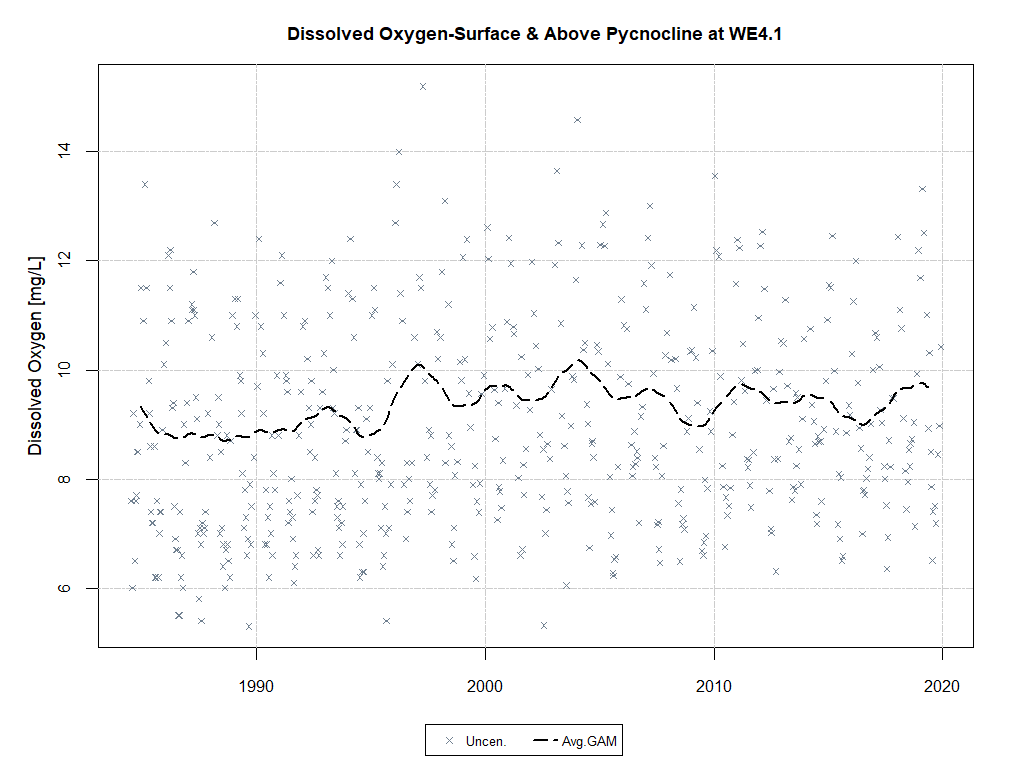 Dissolved Oxygen-Surface & Above Pycnocline at WE4.1
Dissolved Oxygen [mg/L]
14
12
10
8
6
1990 2000 2010 2020
Uncen. Avg.GAM